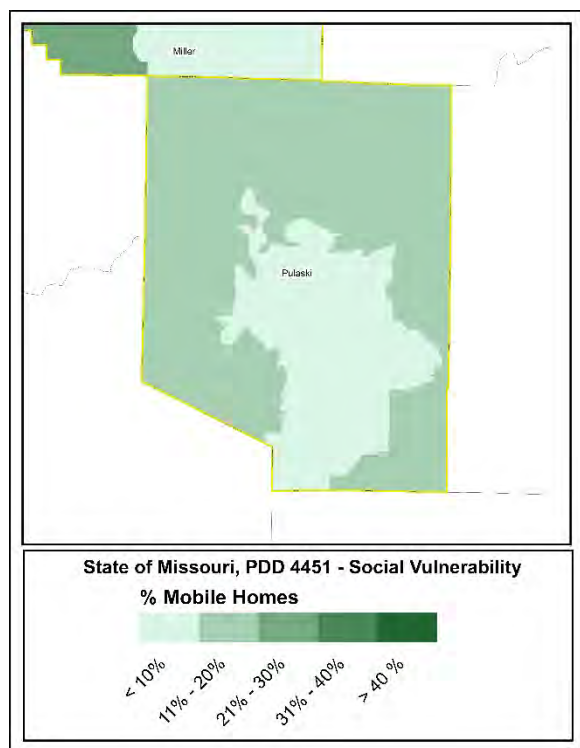 Miller
Pulaski
State of Missouri, PDD 4451 - Social Vulnerability
% Mobile Homes
< 10%
11% - 20%
21% - 30%
31% - 40%
> 40 %